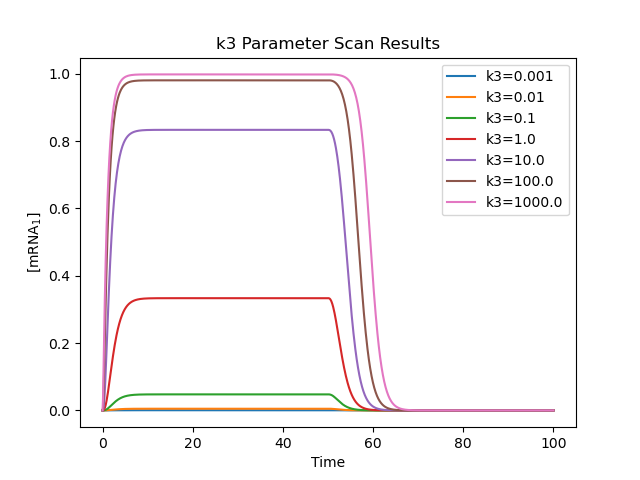 k3 Parameter Scan Results
1.0
0.8
0.6
0.4
0.2
0.0
[mRNA₁]
0
20
40
60
80
100
Time
k3=0.001
k3=0.01
k3=0.1
k3=1.0
k3=10.0
k3=100.0
k3=1000.0